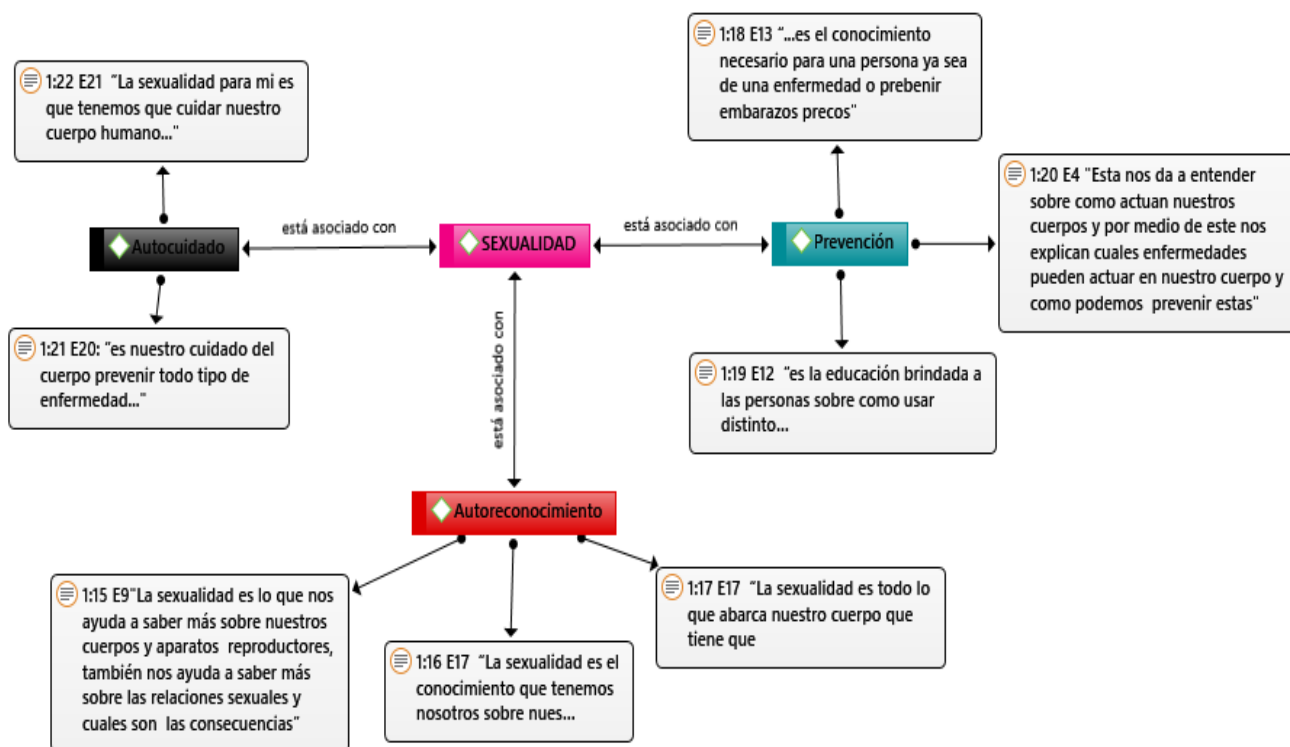 1:18 E13 "...es el conocimiento
necesario para una persona ya sea
de una enfermedad o prebenir
embarazos precos"
1:22 E21 "La sexualidad para mi es
que tenemos que cuidar nuestro
cuerpo humano..."
1:20 E4 "Esta nos da a entender
sobre como actuan nuestros
cuerpos y por medio de este nos
explican cuales enfermedades
pueden actuar en nuestro cuerpo y
como podemos prevenir estas"
Autocuidado
está asociado con
SEXUALIDAD
está asociado con
Prevención
1:21 E20: "es nuestro cuidado del
cuerpo prevenir todo tipo de
enfermedad..."
está asociado con
1:19 E12 "es la educación brindada a
las personas sobre como usar
distinto...
Autoreconocimiento
1:15 E9"La sexualidad es lo que nos
ayuda a saber más sobre nuestros
cuerpos y aparatos reproductores,
también nos ayuda a saber más
sobre las relaciones sexuales y
cuales son las consecuencias"
1:16 E17 "La sexualidad es el
conocimiento que tenemos
nosotros sobre nues...
1:17 E17 "La sexualidad es todo lo
que abarca nuestro cuerpo que
tiene que